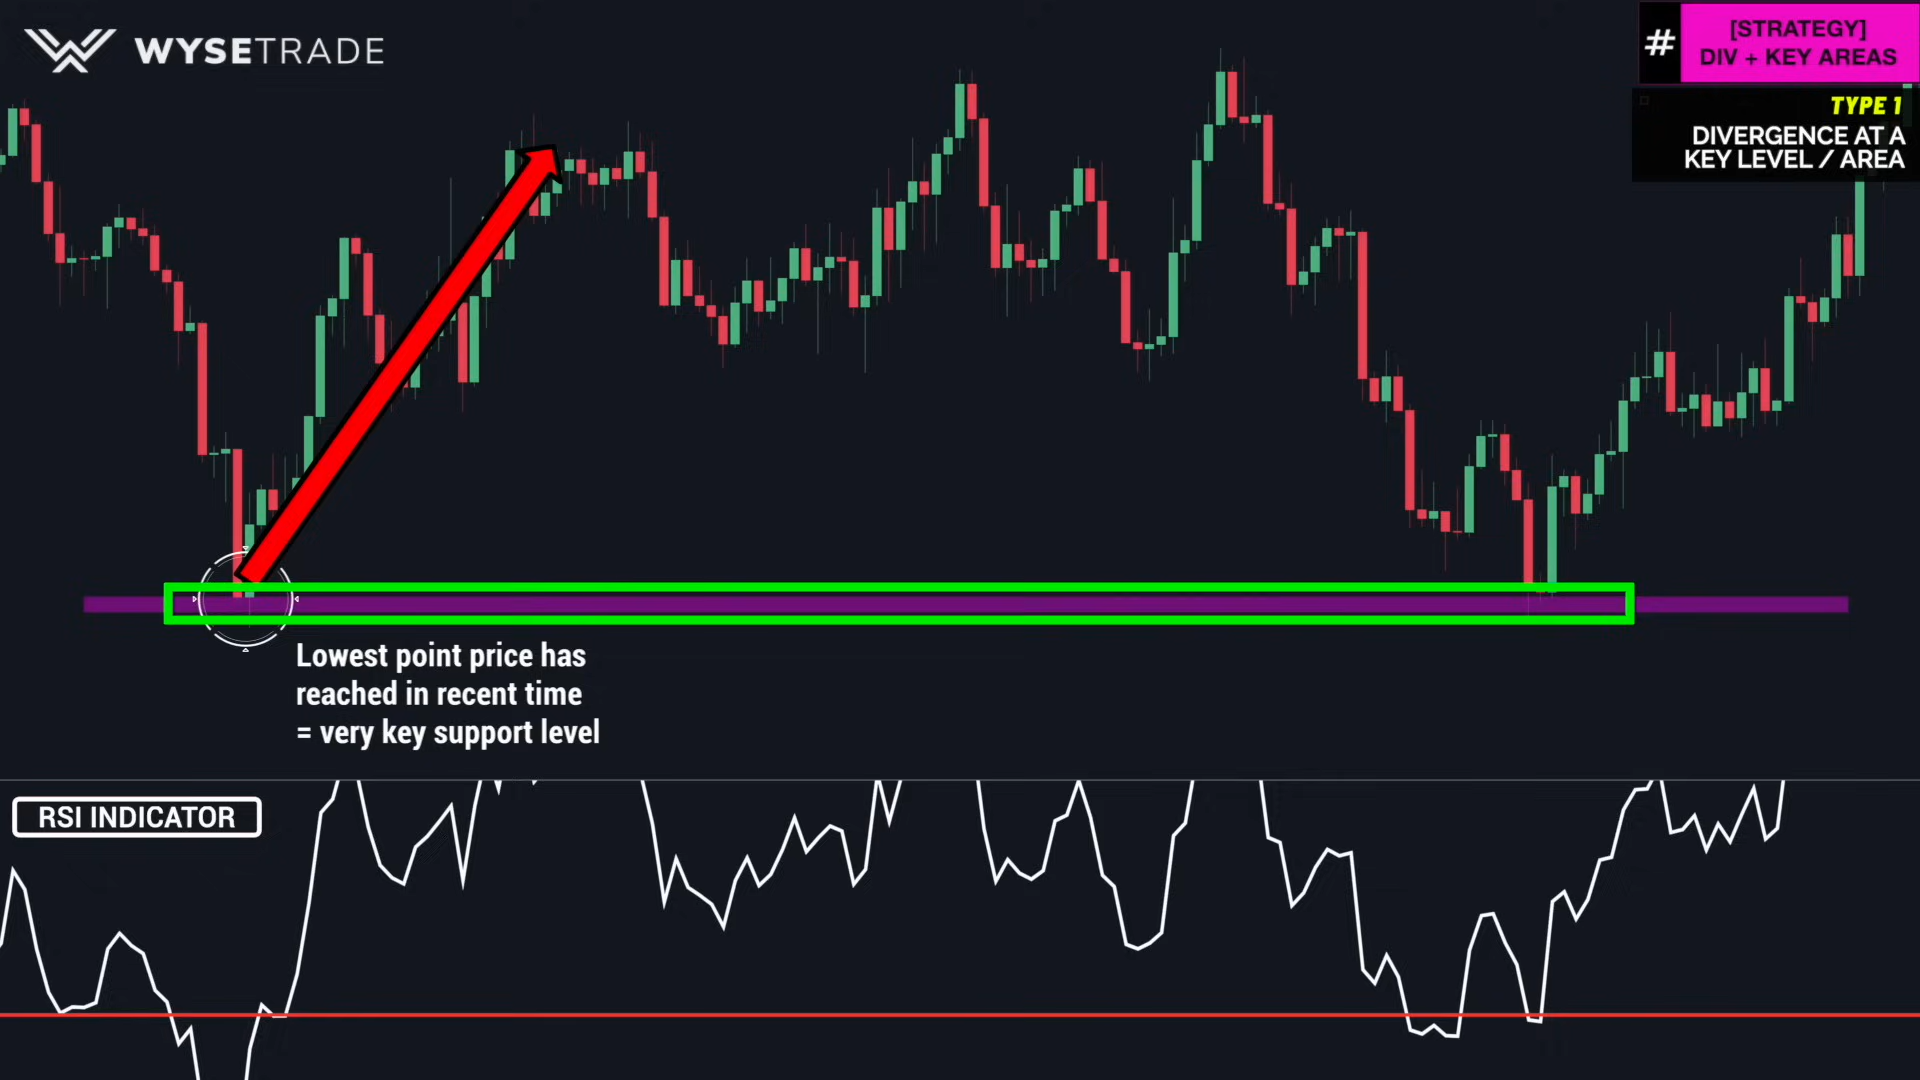 WYSETRADE
#
[STRATEGY]
DIV + KEY AREAS
TYPE 1
DIVERGENCE AT A
KEY LEVEL / AREA
Lowest point price has
reached in recent time
= very key support level
RSI INDICATOR